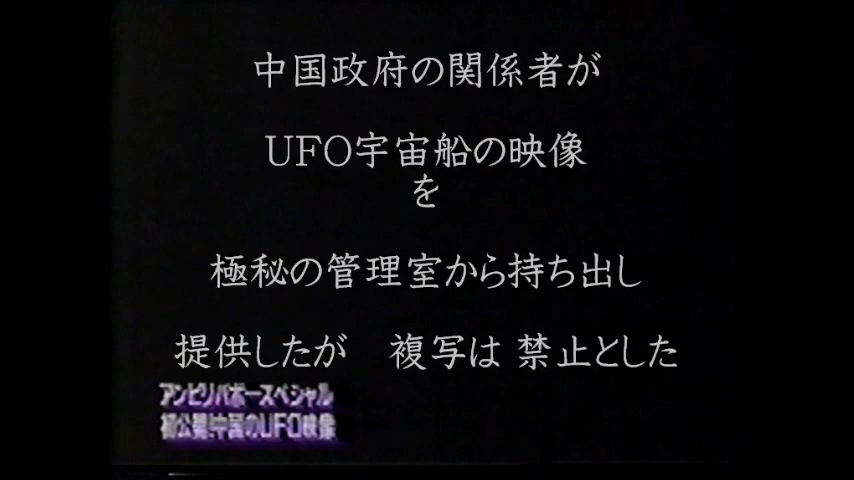 中国政府の関係者が
UFO宇宙船の映像
を
極秘の管理室から持ち出し
提供したが　複写は 禁止とした
アンビリバボースペシャル
初公開!中国のUFO映像